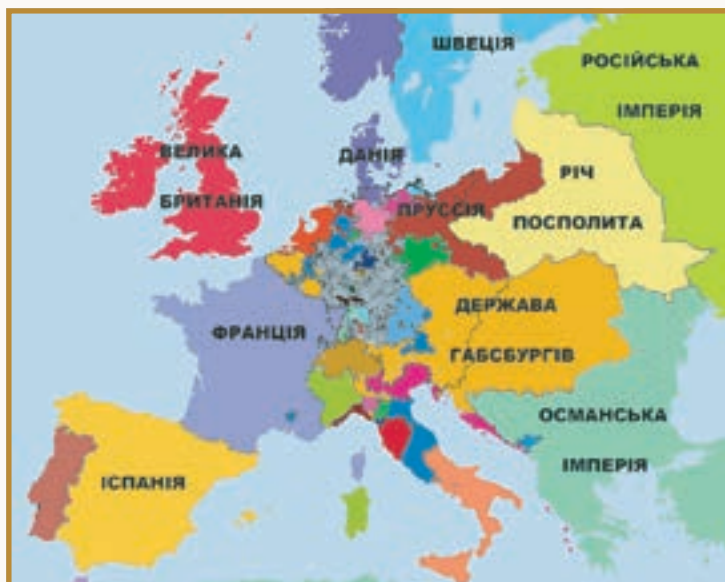 ШВЕЦІЯ
РОСІЙСЬКА
ІМПЕРІЯ
ВЕЛИКА
БРИТАНІЯ
ДАНІЯ
ПРУССІЯ
РІЧ
ПОСПОЛИТА
ФРАНЦІЯ
ДЕРЖАВА
ГАБСБУРГІВ
ОСМАНСЬКА
ІМПЕРІЯ
ІСПАНІЯ